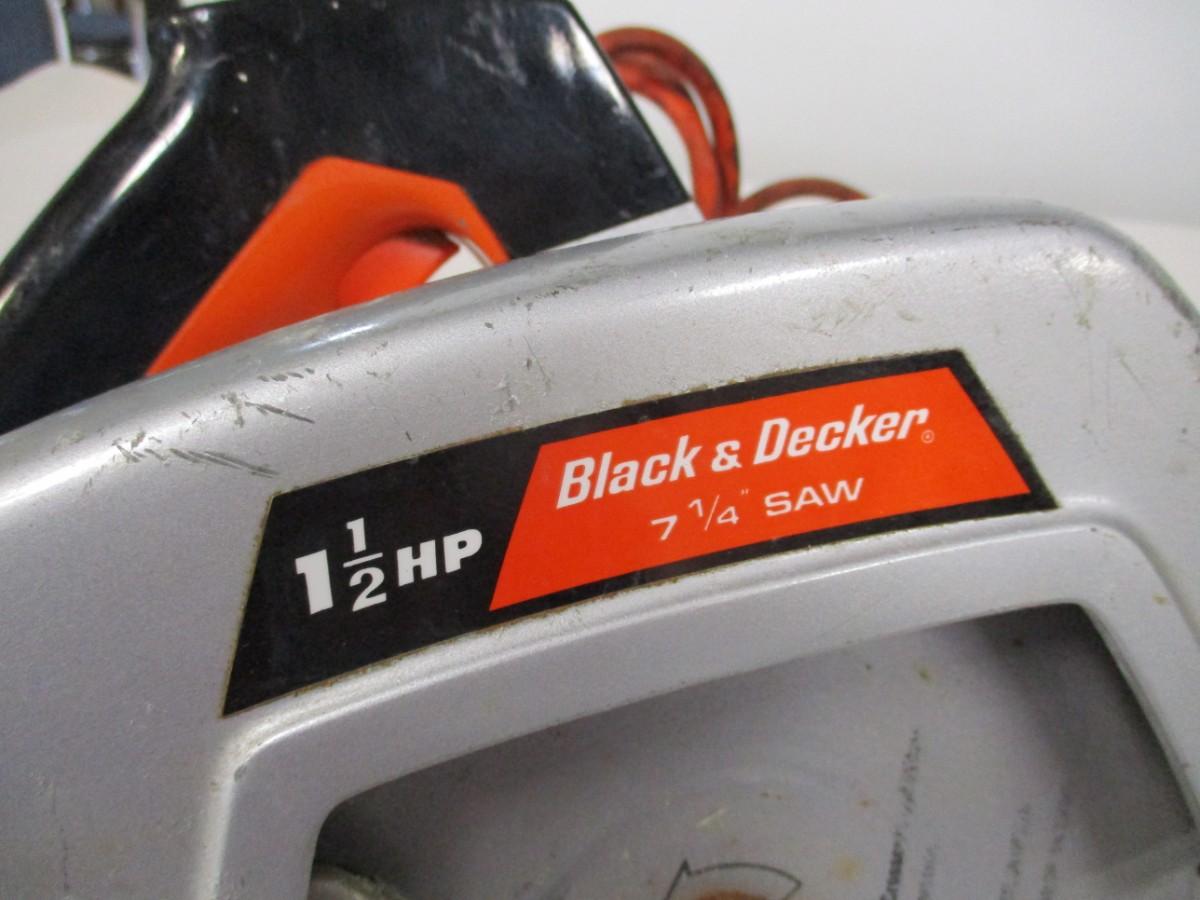 1 1/2 HP
Black & Decker®
7 1/4" SAW